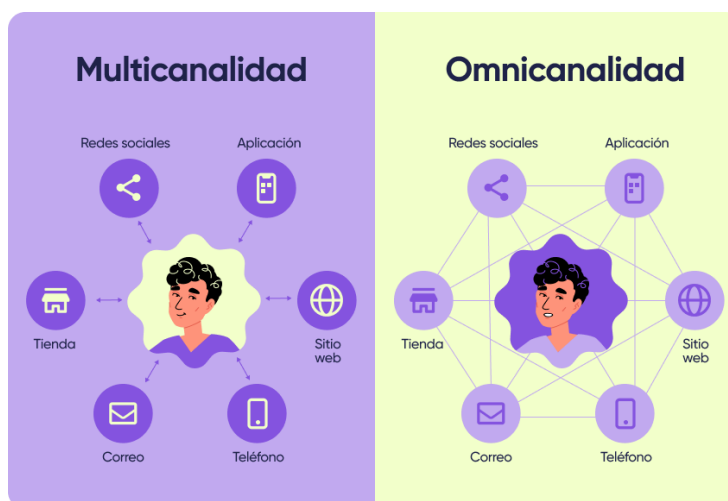 Multicanalidad
Redes sociales
Aplicación
Tienda
Sitio
web
Correo
Teléfono
Omnicanalidad
Redes sociales
Aplicación
Tienda
Sitio
web
Correo
Teléfono